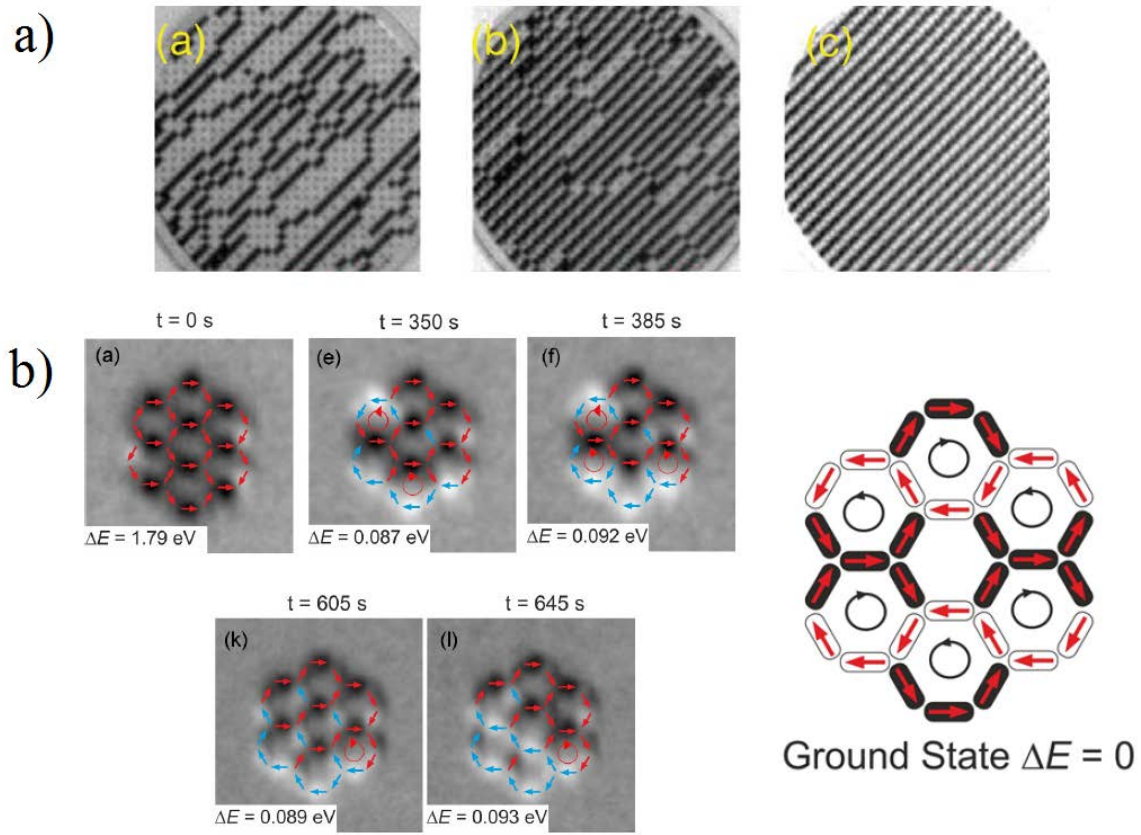 a)
(a)
(b)
(c)
b)
t = 0 s
t = 350 s
t = 385 s
(a)
(e)
(f)
ΔE = 1.79 eV
ΔE = 0.087 eV
ΔE = 0.092 eV
t = 605 s
t = 645 s
(k)
(l)
ΔE = 0.089 eV
ΔE = 0.093 eV
Ground State ΔE = 0